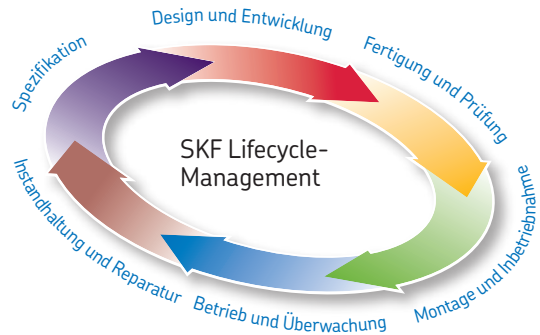 Design und Entwicklung
Fertigung und Prüfung
Montage und Inbetriebnahme
Betrieb und Überwachung
Instandhaltung und Reparatur
Spezifikation
SKF Lifecycle-
Management